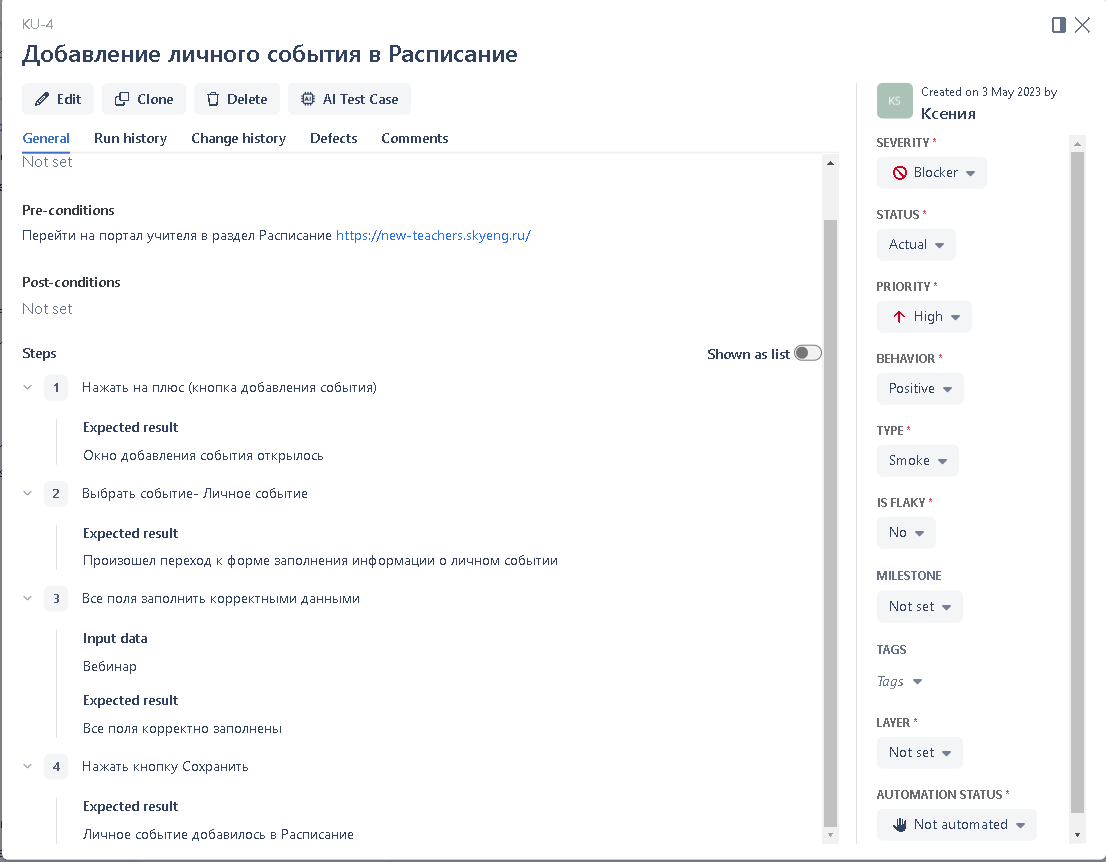 KU-4
Добавление личного события в Расписание
Edit
Clone
Delete
AI Test Case
General
Run history
Change history
Defects
Comments
Not set
Pre-conditions
Перейти на портал учителя в раздел Расписание https://new-teachers.skyeng.ru/
Post-conditions
Not set
Steps
Shown as list
1 Нажать на плюс (кнопка добавления события)
Expected result
Окно добавления события открылось
2 Выбрать событие- Личное событие
Expected result
Произошел переход к форме заполнения информации о личном событии
3 Все поля заполнить корректными данными
Input data
Вебинар
Expected result
Все поля корректно заполнены
4 Нажать кнопку Сохранить
Expected result
Личное событие добавилось в Расписание
KS
Created on 3 May 2023 by
Ксения
SEVERITY *
Blocker
STATUS *
Actual
PRIORITY *
High
BEHAVIOR *
Positive
TYPE *
Smoke
IS FLAKY *
No
MILESTONE
Not set
TAGS
Tags
LAYER *
Not set
AUTOMATION STATUS *
Not automated